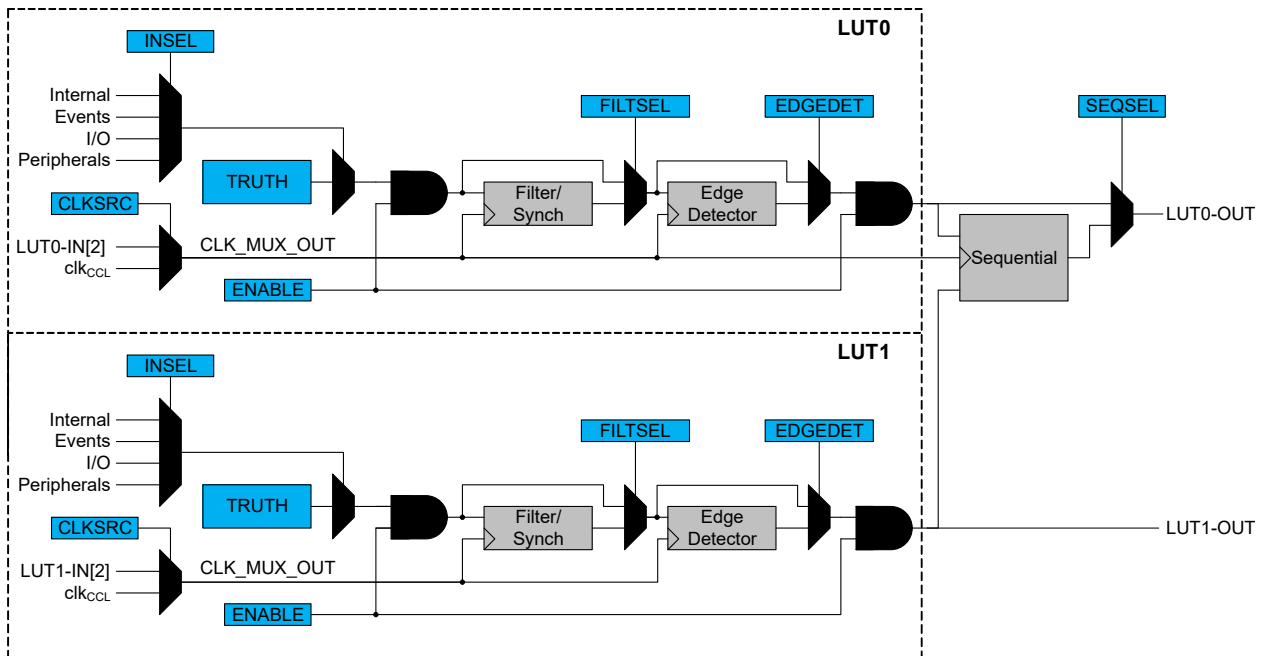 LUT0
INSEL
Internal
Events
I/O
Peripherals
FILTSEL
EDGEDET
SEQSEL
TRUTH
Filter/
Synch
Edge
Detector
CLKSRC
LUT0-IN[2]
clkCCL
CLK_MUX_OUT
ENABLE
Sequential
LUT0-OUT
LUT1
INSEL
Internal
Events
I/O
Peripherals
FILTSEL
EDGEDET
TRUTH
Filter/
Synch
Edge
Detector
CLKSRC
LUT1-IN[2]
clkCCL
CLK_MUX_OUT
ENABLE
LUT1-OUT